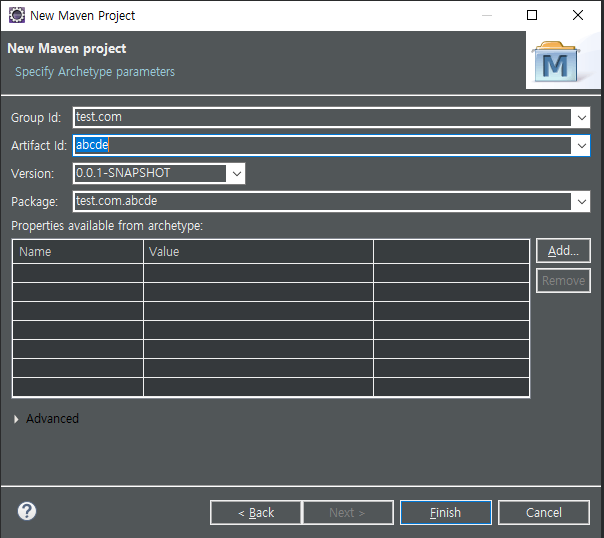 New Maven Project
New Maven project
Specify Archetype parameters
M
Group Id: test.com
Artifact Id: abcde
Version: 0.0.1-SNAPSHOT
Package: test.com.abcde
Properties available from archetype:
Name Value
Add...
Remove
Advanced
? < Back Next > Finish Cancel